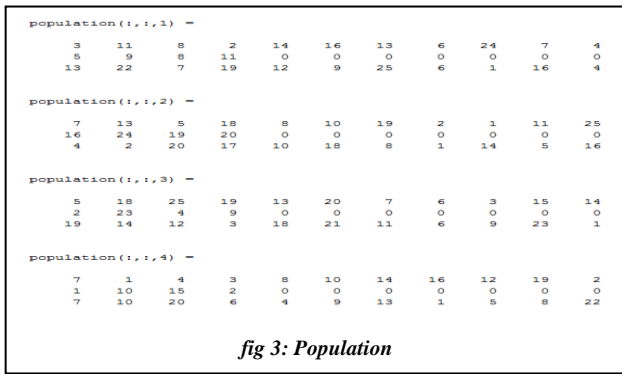 population(:,:,1) =
3 11 8 2 14 16 13 6 24 7 4
5 9 8 11 0 0 0 0 0 0 0
13 22 7 19 12 9 25 6 1 16 4
population(:,:,2) =
7 13 5 18 8 10 19 2 1 11 25
16 24 19 20 0 0 0 0 0 0 0
4 2 20 17 10 18 8 1 14 5 16
population(:,:,3) =
5 18 25 19 13 20 7 6 3 15 14
2 23 4 9 0 0 0 0 0 0 0
19 14 12 3 18 21 11 6 9 23 1
population(:,:,4) =
7 1 4 3 8 10 14 16 12 19 2
1 10 15 2 0 0 0 0 0 0 0
7 10 20 6 4 9 13 1 5 8 22
fig 3: Population